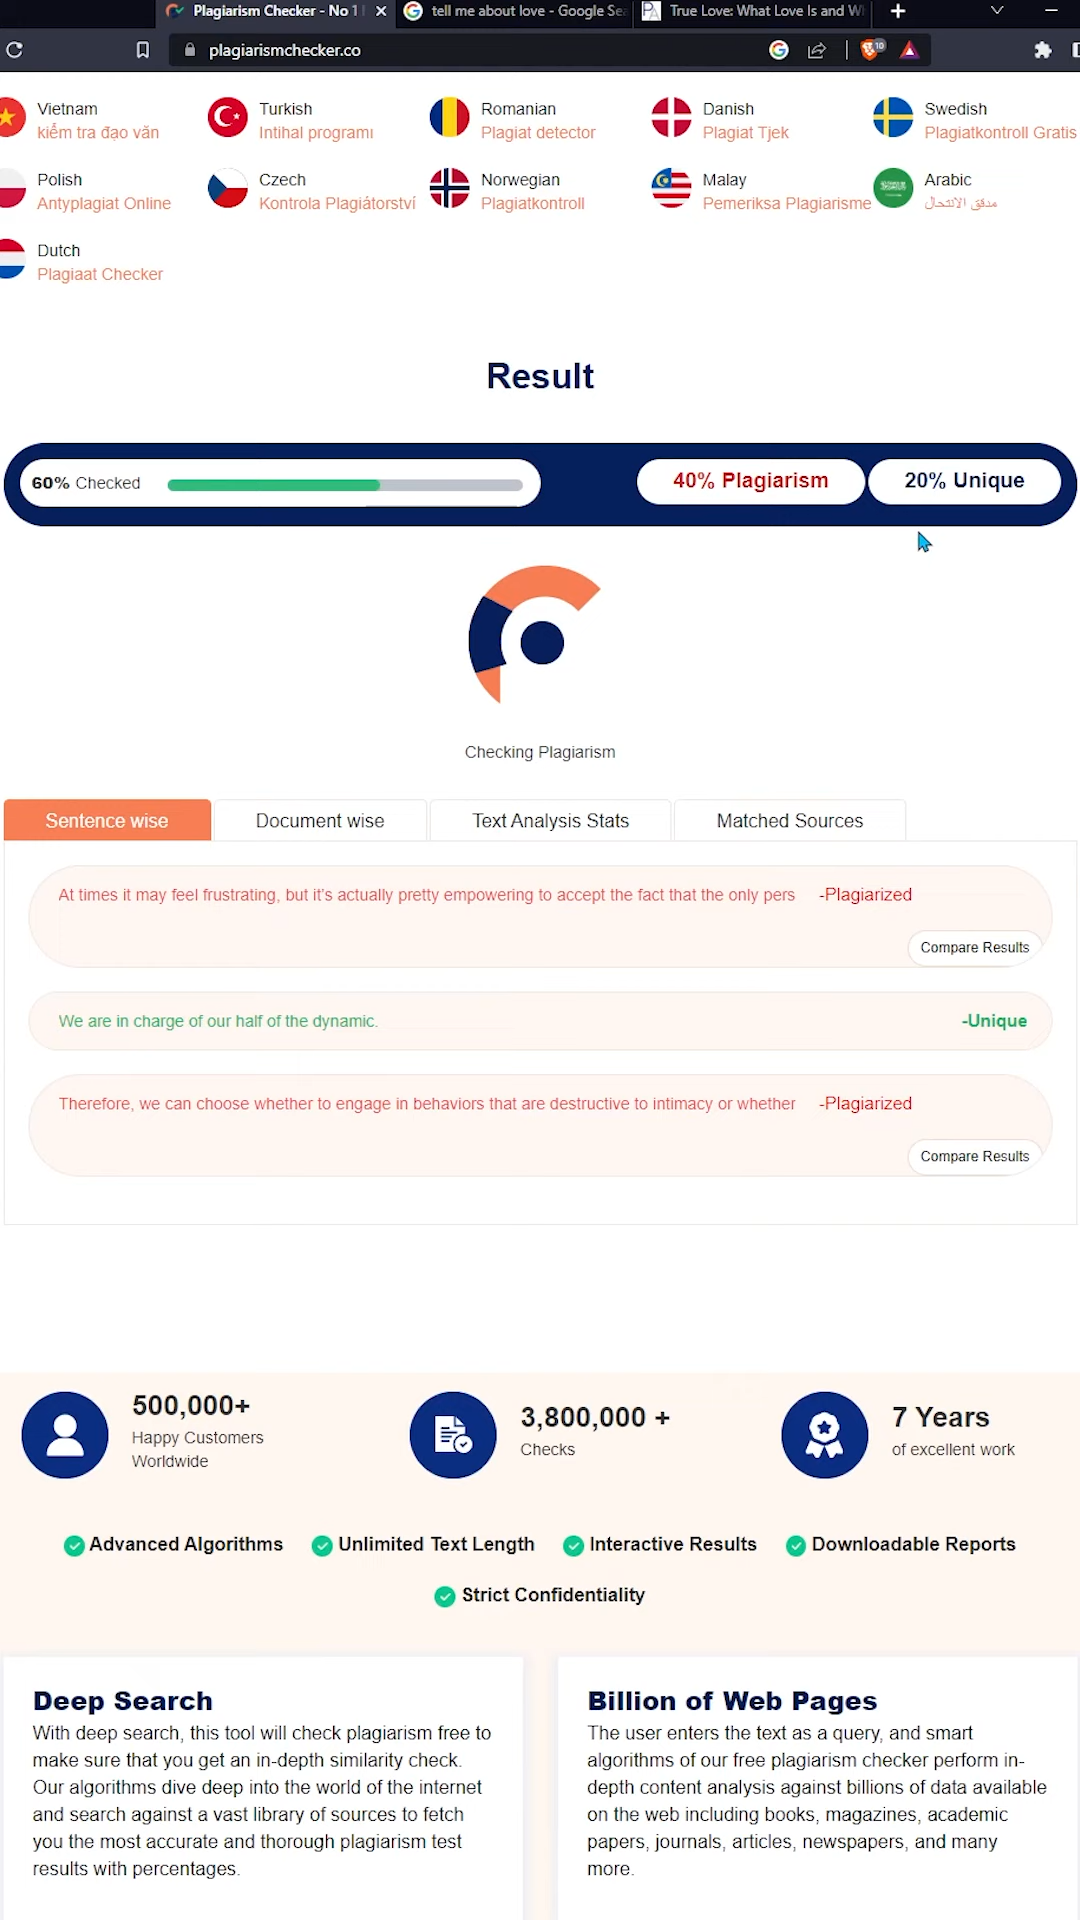 Plagiarism Checker - No 1
tell me about love - Google Sea
True Love: What Love Is and W
plagiarismchecker.co
10
Vietnam
kiểm tra đạo văn
Turkish
Intihal programı
Romanian
Plagiat detector
Danish
Plagiat Tjek
Swedish
Plagiatkontroll Gratis
Polish
Antyplagiat Online
Czech
Kontrola Plagiátorství
Norwegian
Plagiatkontroll
Malay
Pemeriksa Plagiarisme
Arabic
مدقق الانتحال
Dutch
Plagiaat Checker
Result
60% Checked
40% Plagiarism
20% Unique
Checking Plagiarism
Sentence wise
Document wise
Text Analysis Stats
Matched Sources
At times it may feel frustrating, but it's actually pretty empowering to accept the fact that the only pers -Plagiarized
Compare Results
We are in charge of our half of the dynamic. -Unique
Therefore, we can choose whether to engage in behaviors that are destructive to intimacy or whether -Plagiarized
Compare Results
500,000+
Happy Customers
Worldwide
3,800,000 +
Checks
7 Years
of excellent work
Advanced Algorithms
Unlimited Text Length
Interactive Results
Downloadable Reports
Strict Confidentiality
Deep Search
With deep search, this tool will check plagiarism free to
make sure that you get an in-depth similarity check.
Our algorithms dive deep into the world of the internet
and search against a vast library of sources to fetch
you the most accurate and thorough plagiarism test
results with percentages.
Billion of Web Pages
The user enters the text as a query, and smart
algorithms of our free plagiarism checker perform in-
depth content analysis against billions of data available
on the web including books, magazines, academic
papers, journals, articles, newspapers, and many
more.